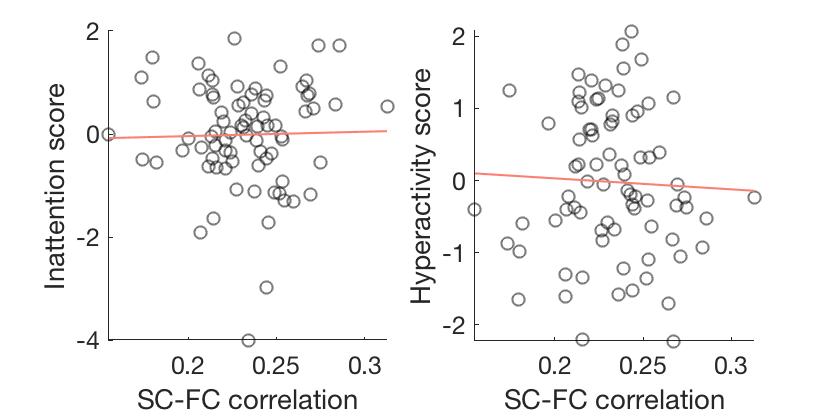 2
0
-2
-4
Inattention score
0.2 0.25 0.3
SC-FC correlation
2
1
0
-1
-2
Hyperactivity score
0.2 0.25 0.3
SC-FC correlation